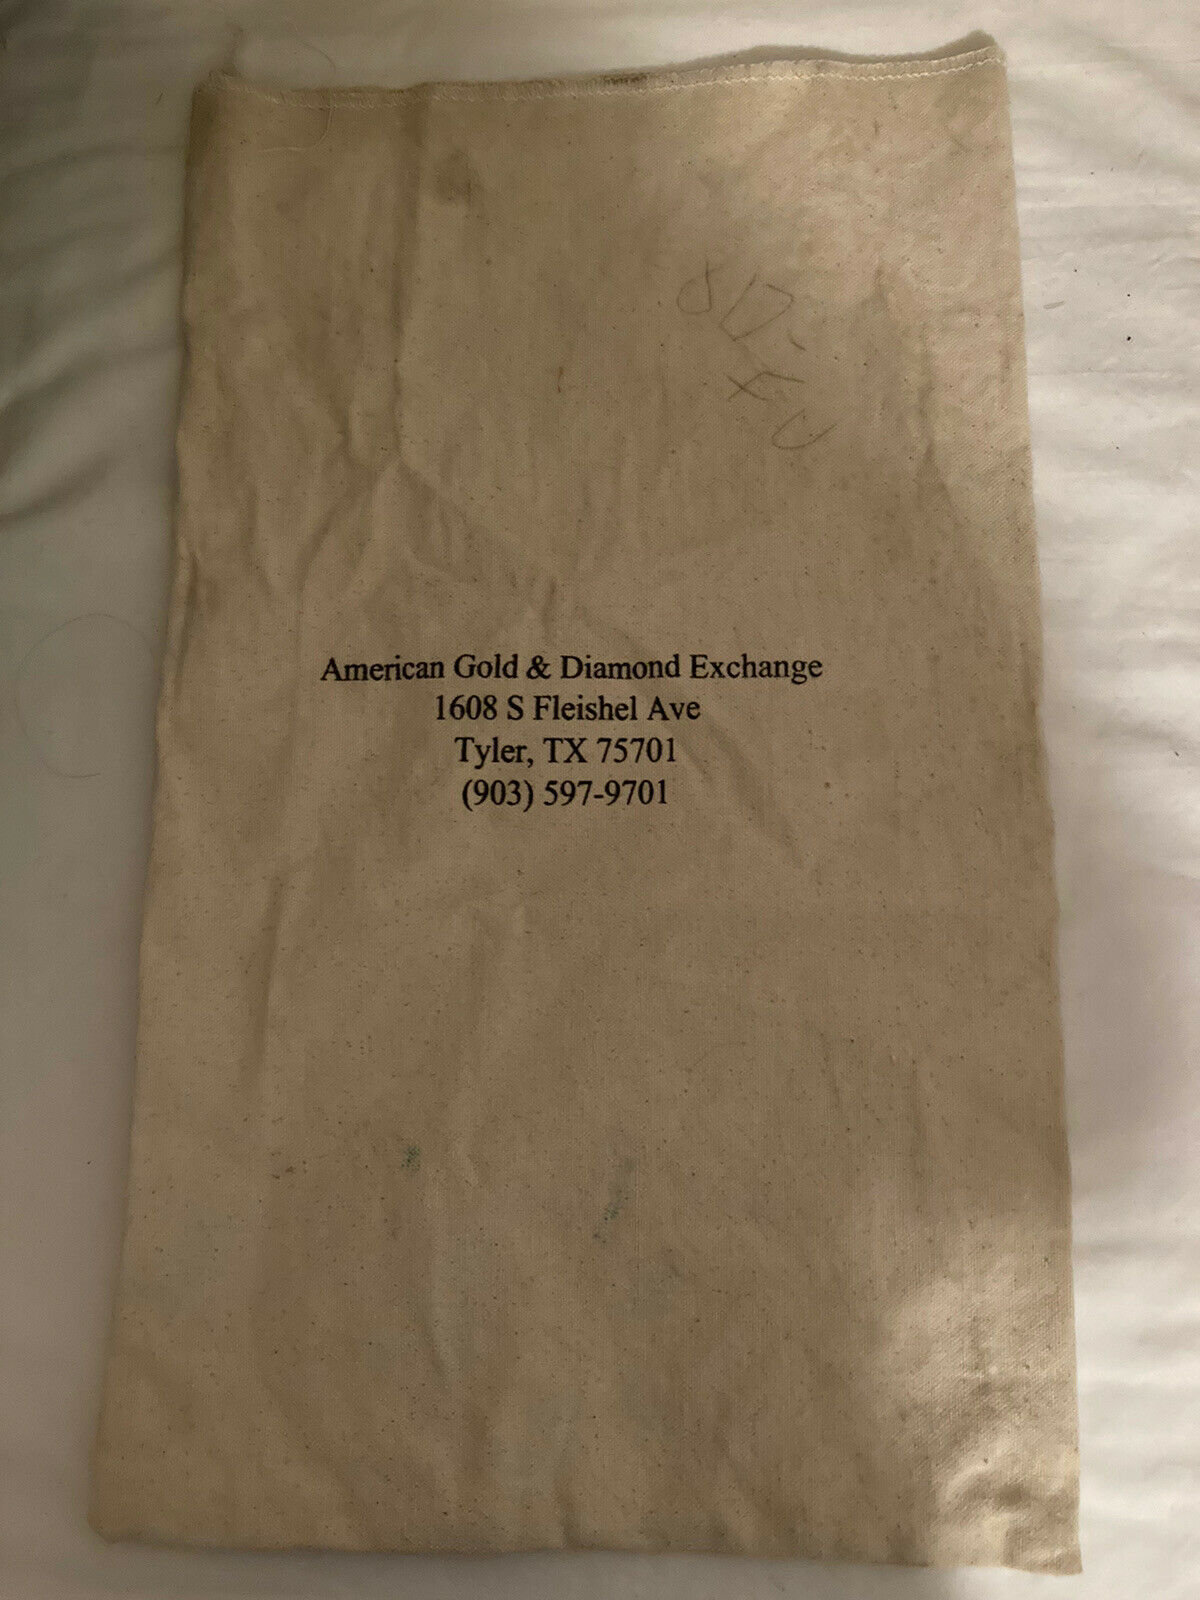 American Gold & Diamond Exchange
1608 S Fleishel Ave
Tyler, TX 75701
(903) 597-9701